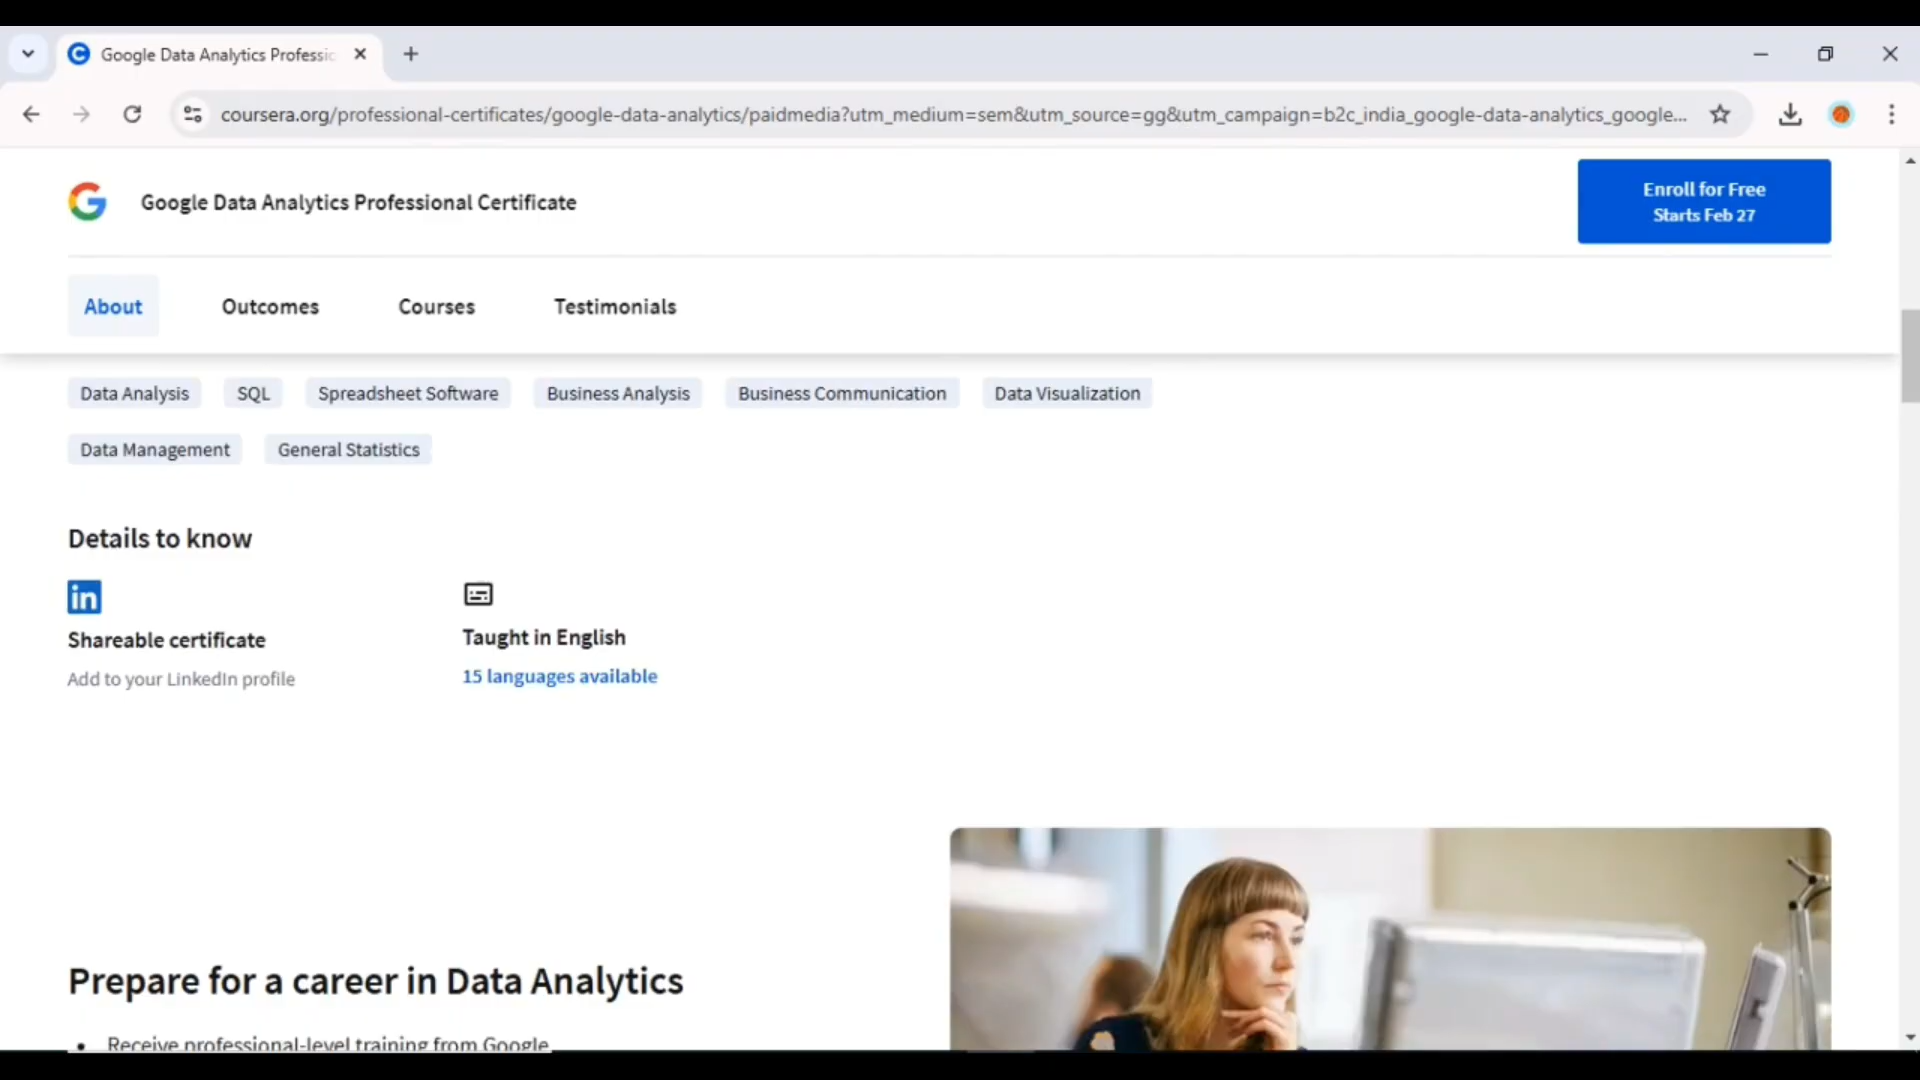 Google Data Analytics Professic
coursera.org/professional-certificates/google-data-analytics/paidmedia?utm_medium=sem&utm_source=gg&utm_campaign=b2c_india_google-data-analytics_google...
Google Data Analytics Professional Certificate
Enroll for Free
Starts Feb 27
About Outcomes Courses Testimonials
Data Analysis SQL Spreadsheet Software Business Analysis Business Communication Data Visualization
Data Management General Statistics
Details to know
in
Shareable certificate
Add to your LinkedIn profile
Taught in English
15 languages available
Prepare for a career in Data Analytics
• Receive professional-level training from Google